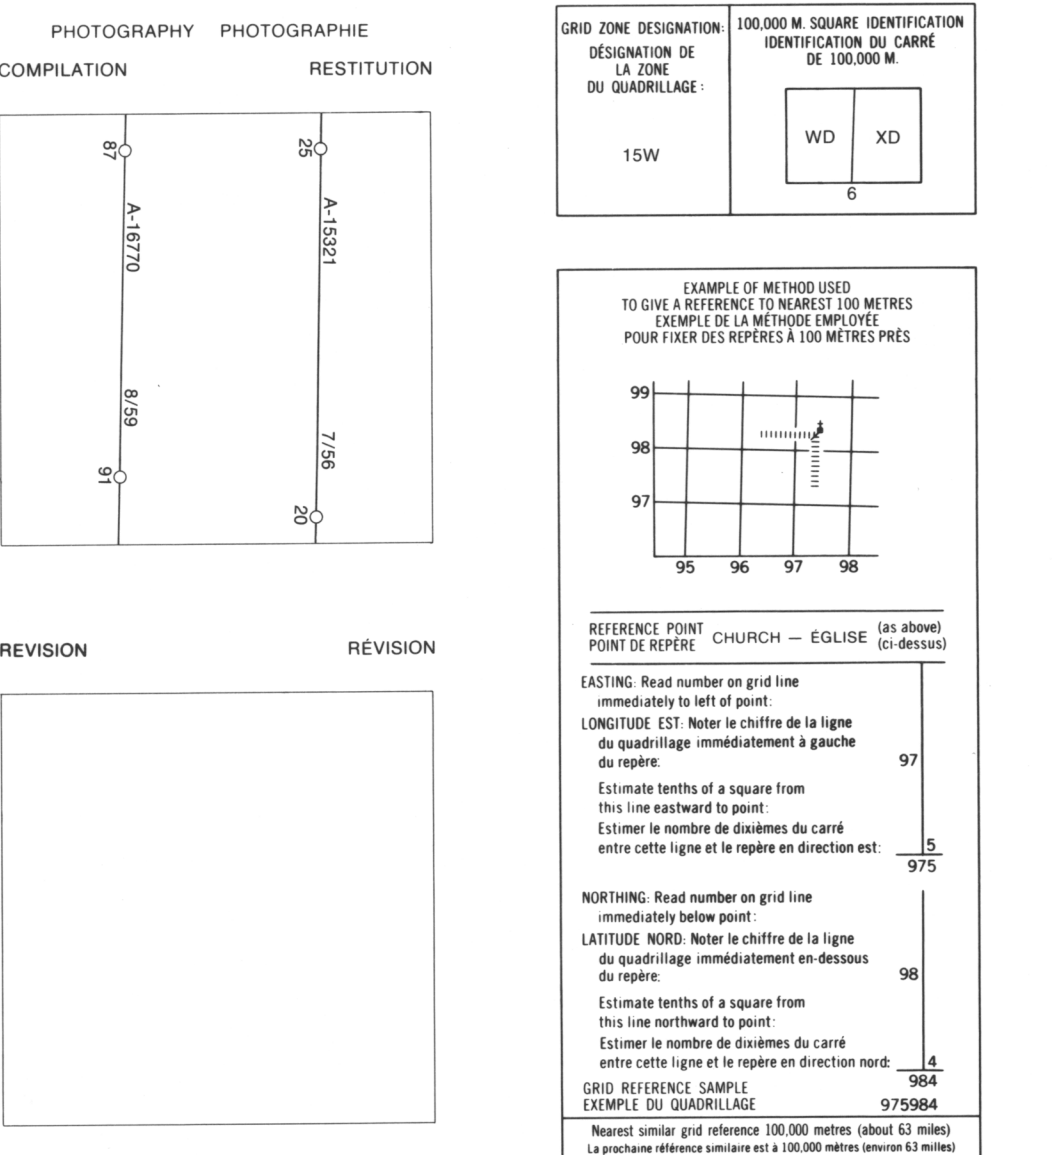 PHOTOGRAPHY PHOTOGRAPHIE
COMPILATION RESTITUTION
87
A-16770
8/59
91
25
A-15321
7/56
20
REVISION RÉVISION
GRID ZONE DESIGNATION:
DÉSIGNATION DE
LA ZONE
DU QUADRILLAGE :
15W
100,000 M. SQUARE IDENTIFICATION
IDENTIFICATION DU CARRÉ
DE 100,000 M.
WD XD
6
EXAMPLE OF METHOD USED
TO GIVE A REFERENCE TO NEAREST 100 METRES
EXEMPLE DE LA MÉTHODE EMPLOYÉE
POUR FIXER DES REPÈRES À 100 MÈTRES PRÈS
99
98
97
95 96 97 98
REFERENCE POINT
POINT DE REPÈRE
CHURCH — ÉGLISE
(as above)
(ci-dessus)
EASTING: Read number on grid line
immediately to left of point:
LONGITUDE EST: Noter le chiffre de la ligne
du quadrillage immédiatement à gauche
du repère: 97
Estimate tenths of a square from
this line eastward to point:
Estimer le nombre de dixièmes du carré
entre cette ligne et le repère en direction est: 5
975
NORTHING: Read number on grid line
immediately below point:
LATITUDE NORD: Noter le chiffre de la ligne
du quadrillage immédiatement en-dessous
du repère: 98
Estimate tenths of a square from
this line northward to point:
Estimer le nombre de dixièmes du carré
entre cette ligne et le repère en direction nord: 4
984
GRID REFERENCE SAMPLE
EXEMPLE DU QUADRILLAGE 975984
Nearest similar grid reference 100,000 metres (about 63 miles)
La prochaine référence similaire est à 100,000 mètres (environ 63 milles)